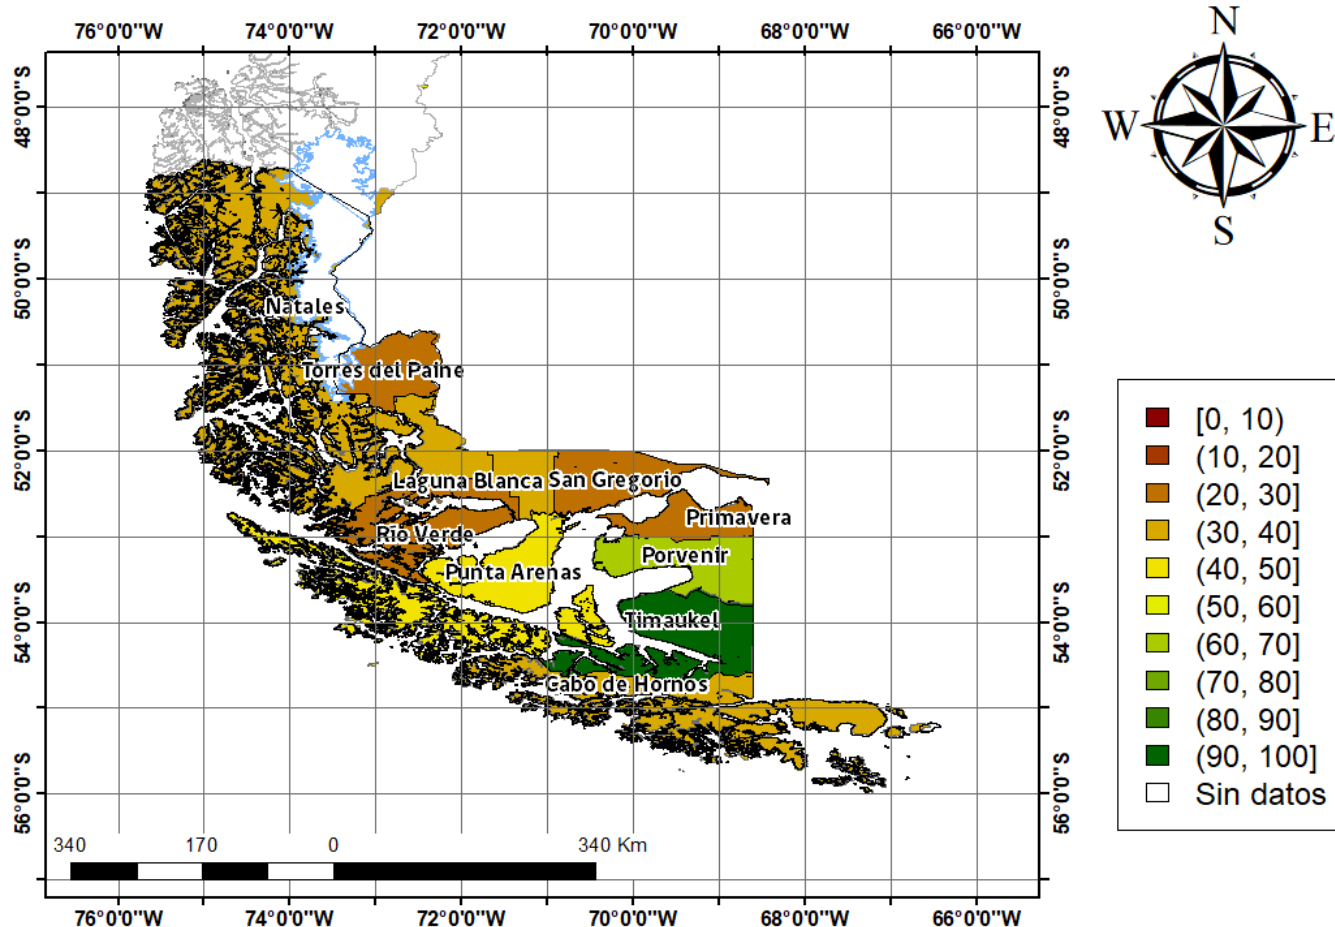 76°0'0"W 74°0'0"W 72°0'0"W 70°0'0"W 68°0'0"W 66°0'0"W
N
W E
S
48°0'0"S 48°0'0"S
50°0'0"S 50°0'0"S
52°0'0"S 52°0'0"S
54°0'0"S 54°0'0"S
56°0'0"S 56°0'0"S
Natales
Torres del Paine
Laguna Blanca San Gregorio
Primavera
Río Verde
Porvenir
Punta Arenas
Timaukel
Cabo de Hornos
[0, 10)
(10, 20]
(20, 30]
(30, 40]
(40, 50]
(50, 60]
(60, 70]
(70, 80]
(80, 90]
(90, 100]
Sin datos
340 170 0 340 Km
76°0'0"W 74°0'0"W 72°0'0"W 70°0'0"W 68°0'0"W 66°0'0"W